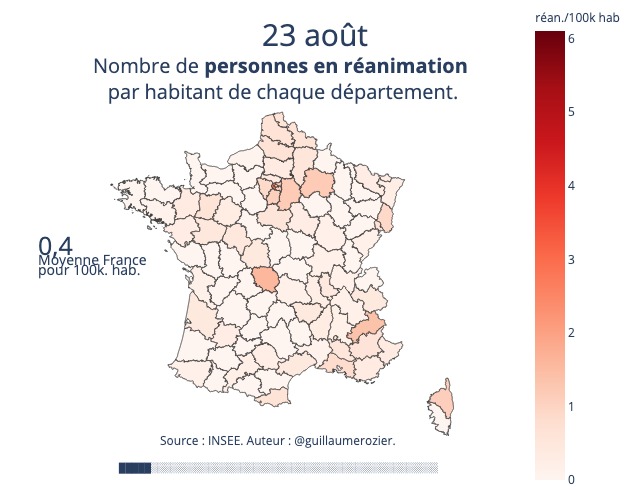 réan./100k hab
23 août
Nombre de personnes en réanimation
par habitant de chaque département.
6
5
4
3
2
1
0
0,4
Moyenne France
pour 100k. hab.
Source : INSEE. Auteur : @guillaumerozier.